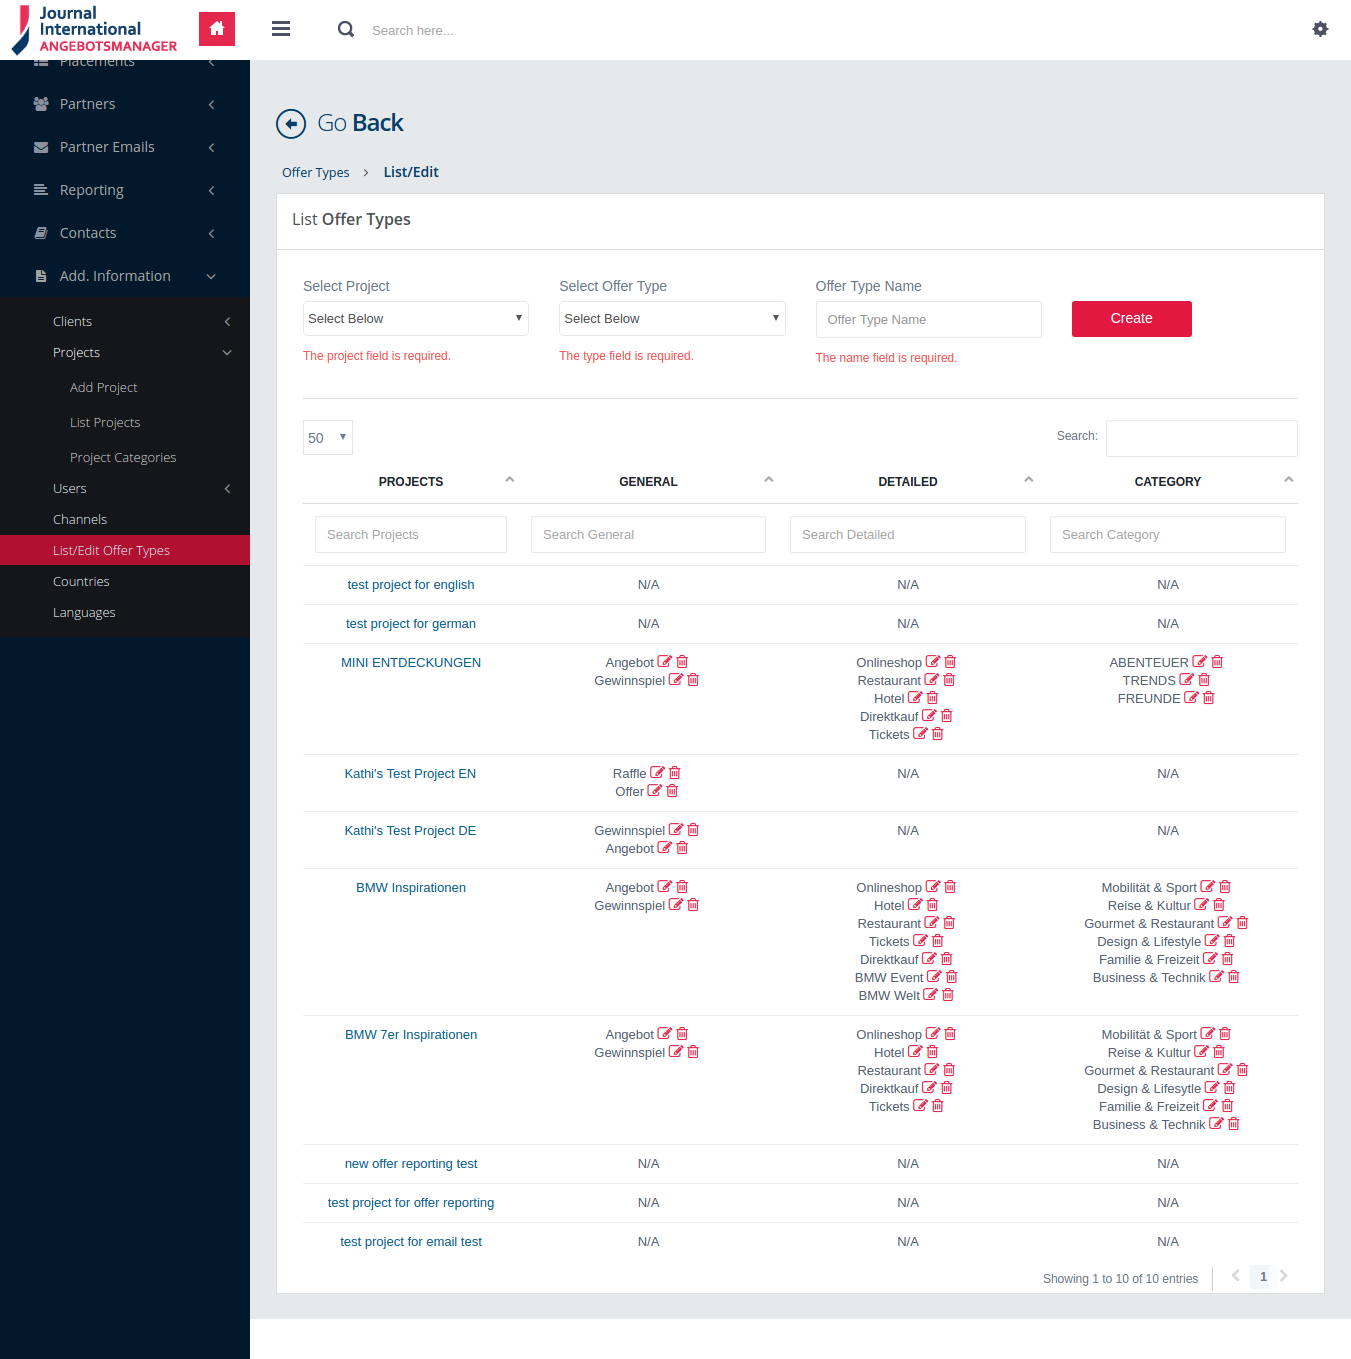 Journal
International
ANGEBOTSMANAGER
Search here...
Placements
Partners
Partner Emails
Reporting
Contacts
Add. Information
Clients
Projects
Add Project
List Projects
Project Categories
Users
Channels
List/Edit Offer Types
Countries
Languages
Go Back
Offer Types List/Edit
List Offer Types
Select Project Select Offer Type Offer Type Name
Select Below Select Below Offer Type Name Create
The project field is required. The type field is required. The name field is required.
50 Search:
PROJECTS GENERAL DETAILED CATEGORY
Search Projects Search General Search Detailed Search Category
test project for english N/A N/A N/A
test project for german N/A N/A N/A
MINI ENTDECKUNGEN Angebot Onlineshop ABENTEUER
Gewinnspiel Restaurant TRENDS
Hotel FREUNDE
Direktkauf
Tickets
Kathi's Test Project EN Raffle N/A N/A
Offer
Kathi's Test Project DE Gewinnspiel N/A N/A
Angebot
BMW Inspirationen Angebot Onlineshop Mobilität & Sport
Gewinnspiel Hotel Reise & Kultur
Restaurant Gourmet & Restaurant
Tickets Design & Lifestyle
Direktkauf Familie & Freizeit
BMW Event Business & Technik
BMW Welt
BMW 7er Inspirationen Angebot Onlineshop Mobilität & Sport
Gewinnspiel Hotel Reise & Kultur
Restaurant Gourmet & Restaurant
Direktkauf Design & Lifesytle
Tickets Familie & Freizeit
Business & Technik
new offer reporting test N/A N/A N/A
test project for offer reporting N/A N/A N/A
test project for email test N/A N/A N/A
Showing 1 to 10 of 10 entries 1